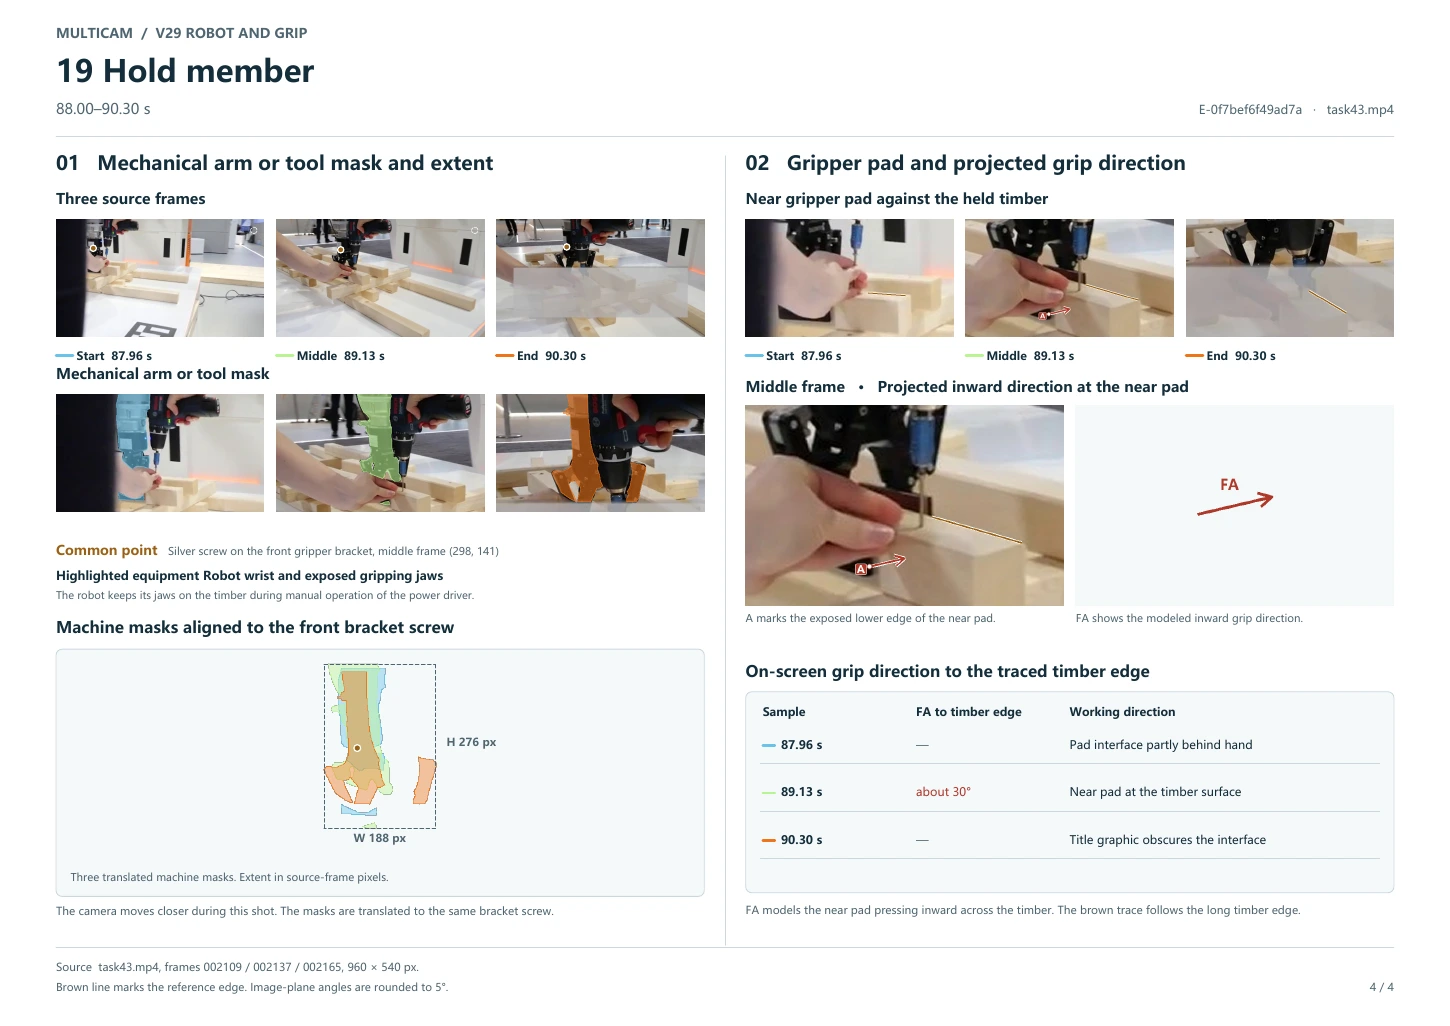 MULTICAM / V29 ROBOT AND GRIP
19 Hold member
88.00–90.30 s
E-0f7bef6f49ad7a · task43.mp4
01 Mechanical arm or tool mask and extent
Three source frames
Start 87.96 s
Middle 89.13 s
End 90.30 s
Mechanical arm or tool mask
Common point Silver screw on the front gripper bracket, middle frame (298, 141)
Highlighted equipment Robot wrist and exposed gripping jaws
The robot keeps its jaws on the timber during manual operation of the power driver.
Machine masks aligned to the front bracket screw
H 276 px
W 188 px
Three translated machine masks. Extent in source-frame pixels.
The camera moves closer during this shot. The masks are translated to the same bracket screw.
02 Gripper pad and projected grip direction
Near gripper pad against the held timber
A
Start 87.96 s
Middle 89.13 s
End 90.30 s
Middle frame • Projected inward direction at the near pad
A
FA
A marks the exposed lower edge of the near pad.
FA shows the modeled inward grip direction.
On-screen grip direction to the traced timber edge
Sample FA to timber edge Working direction
87.96 s — Pad interface partly behind hand
89.13 s about 30° Near pad at the timber surface
90.30 s — Title graphic obscures the interface
FA models the near pad pressing inward across the timber. The brown trace follows the long timber edge.
Source task43.mp4, frames 002109 / 002137 / 002165, 960 × 540 px.
Brown line marks the reference edge. Image-plane angles are rounded to 5°.
4 / 4